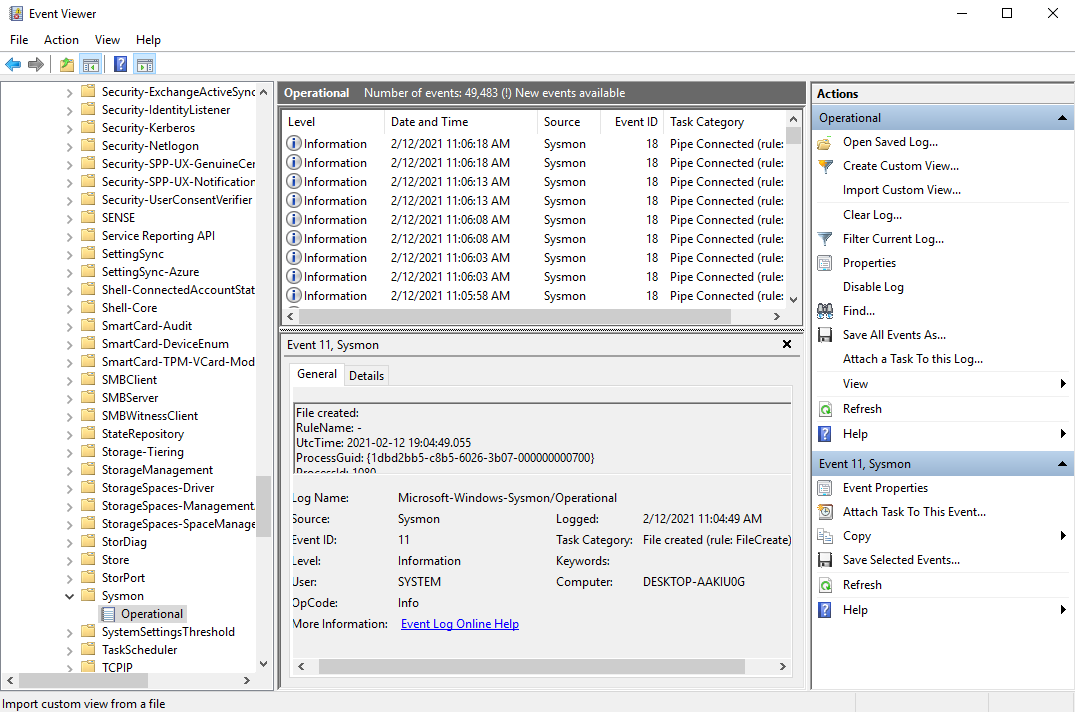 Event Viewer
File Action View Help
Security-ExchangeActiveSync
Security-IdentityListener
Security-Kerberos
Security-Netlogon
Security-SPP-UX-GenuineCer
Security-SPP-UX-Notification
Security-UserConsentVerifier
SENSE
Service Reporting API
SettingSync
SettingSync-Azure
Shell-ConnectedAccountStat
Shell-Core
SmartCard-Audit
SmartCard-DeviceEnum
SmartCard-TPM-VCard-Mod
SMBClient
SMBServer
SMBWitnessClient
StateRepository
Storage-Tiering
StorageManagement
StorageSpaces-Driver
StorageSpaces-Management
StorageSpaces-SpaceManage
StorDiag
Store
StorPort
Sysmon
Operational
SystemSettingsThreshold
TaskScheduler
TCPIP
Operational Number of events: 49,483 (!) New events available
Level Date and Time Source Event ID Task Category
Information 2/12/2021 11:06:18 AM Sysmon 18 Pipe Connected (rule:
Information 2/12/2021 11:06:18 AM Sysmon 18 Pipe Connected (rule:
Information 2/12/2021 11:06:13 AM Sysmon 18 Pipe Connected (rule:
Information 2/12/2021 11:06:13 AM Sysmon 18 Pipe Connected (rule:
Information 2/12/2021 11:06:08 AM Sysmon 18 Pipe Connected (rule:
Information 2/12/2021 11:06:08 AM Sysmon 18 Pipe Connected (rule:
Information 2/12/2021 11:06:03 AM Sysmon 18 Pipe Connected (rule:
Information 2/12/2021 11:06:03 AM Sysmon 18 Pipe Connected (rule:
Information 2/12/2021 11:05:58 AM Sysmon 18 Pipe Connected (rule:
Event 11, Sysmon
General Details
File created:
RuleName: -
UtcTime: 2021-02-12 19:04:49.055
ProcessGuid: {1dbd2bb5-c8b5-6026-3b07-000000000700}
ProcessId: 1080
Log Name: Microsoft-Windows-Sysmon/Operational
Source: Sysmon Logged: 2/12/2021 11:04:49 AM
Event ID: 11 Task Category: File created (rule: FileCreate)
Level: Information Keywords:
User: SYSTEM Computer: DESKTOP-AAKIU0G
OpCode: Info
More Information: Event Log Online Help
Actions
Operational
Open Saved Log...
Create Custom View...
Import Custom View...
Clear Log...
Filter Current Log...
Properties
Disable Log
Find...
Save All Events As...
Attach a Task To this Log...
View
Refresh
Help
Event 11, Sysmon
Event Properties
Attach Task To This Event...
Copy
Save Selected Events...
Refresh
Help
Import custom view from a file